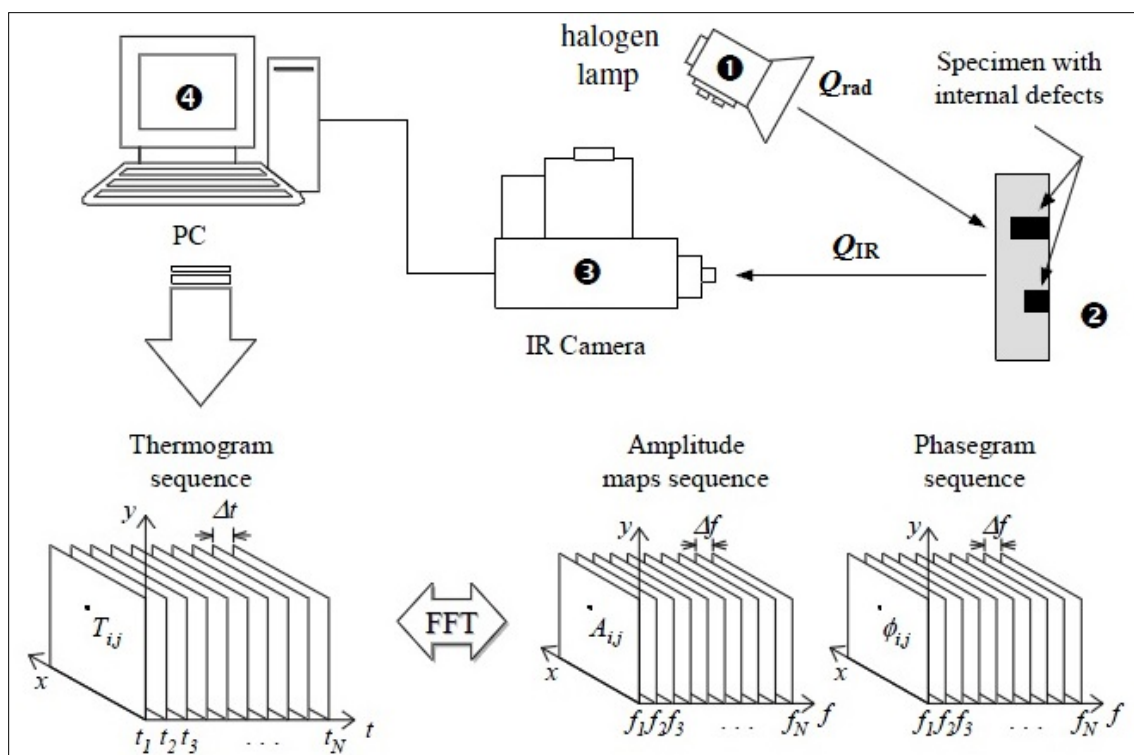 halogen
lamp
❶
Q_rad
Specimen with
internal defects
❹
PC
❸
IR Camera
Q_IR
❷
Thermogram
sequence
y
Δt
T_i,j
x
t_1 t_2 t_3 . . . t_N t
FFT
Amplitude
maps sequence
y
Δf
A_i,j
x
f_1 f_2 f_3 . . . f_N f
Phasegram
sequence
y
Δf
ϕ_i,j
x
f_1 f_2 f_3 . . . f_N f